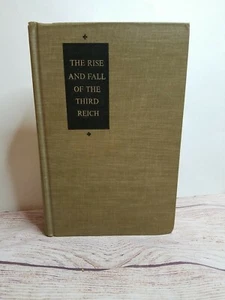 THE RISE
AND FALL
OF THE
THIRD
REICH